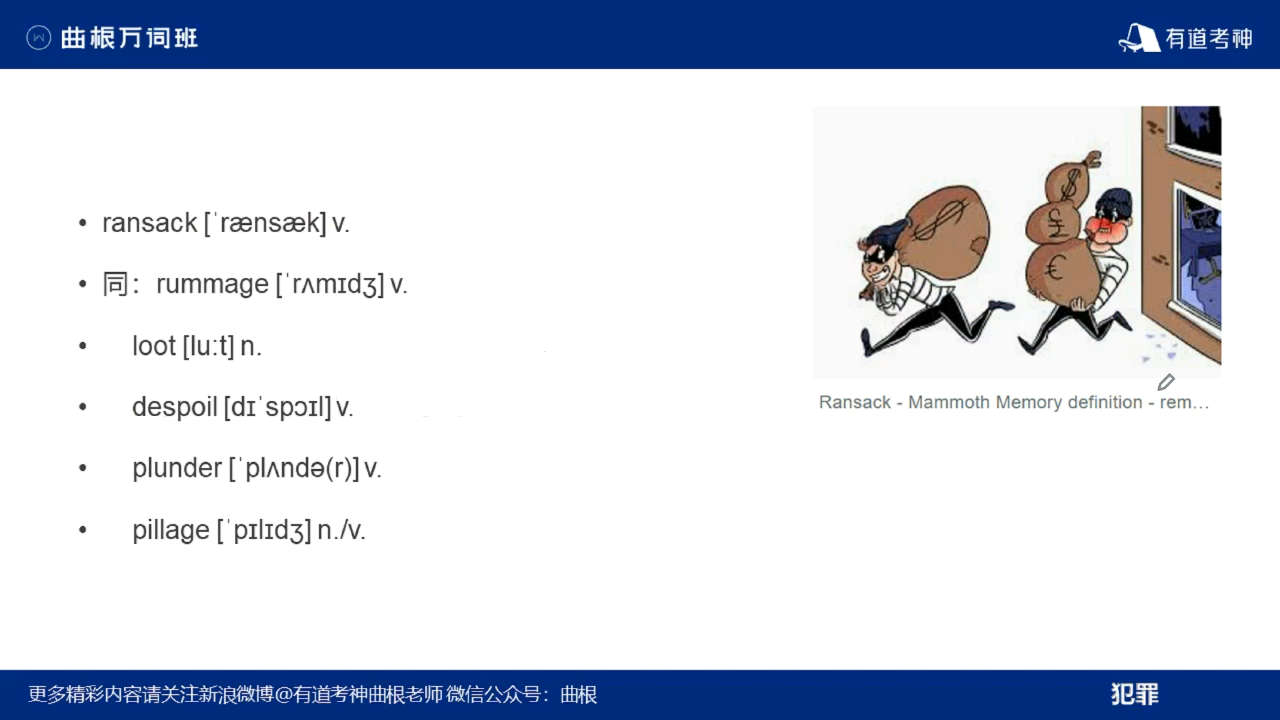 曲根万词班
有道考神
• ransack [ˈrænsæk] v.
• 同：rummage [ˈrʌmɪdʒ] v.
• loot [luːt] n.
• despoil [dɪˈspɔɪl] v.
• plunder [ˈplʌndə(r)] v.
• pillage [ˈpɪlɪdʒ] n./v.
$
$
€
Ransack - Mammoth Memory definition - rem...
更多精彩内容请关注新浪微博@有道考神曲根老师 微信公众号：曲根
犯罪